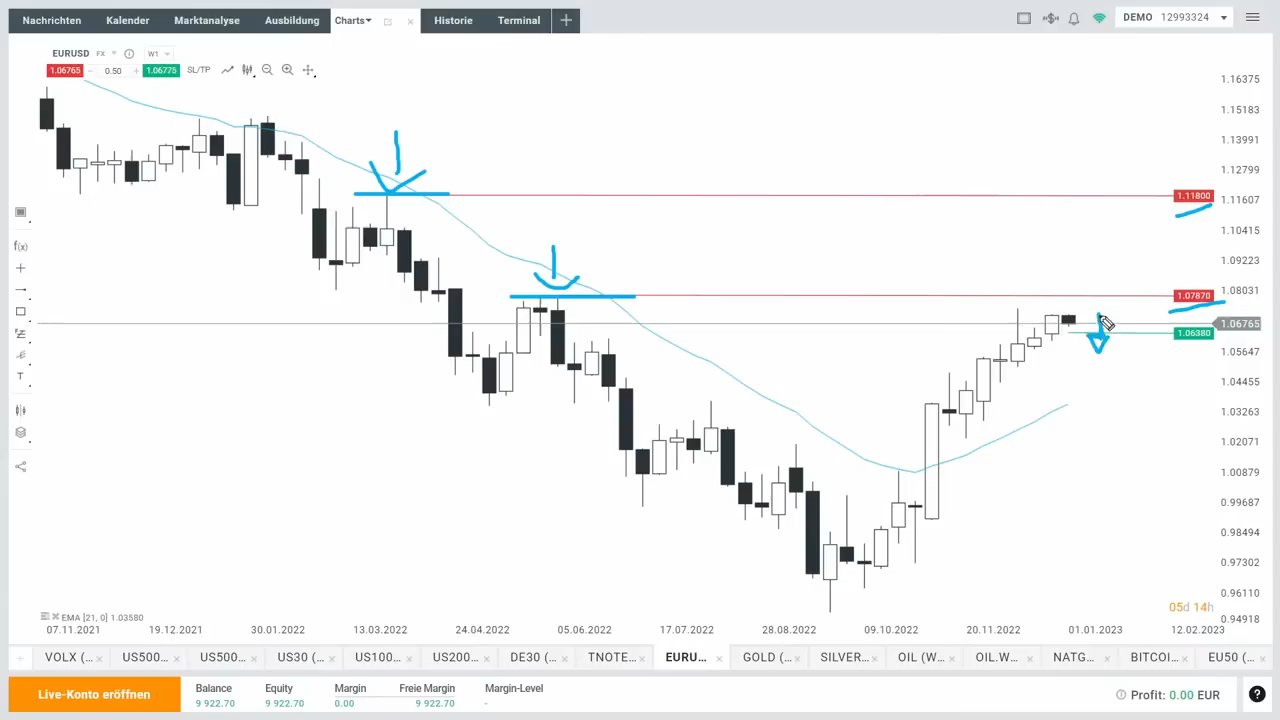 Nachrichten Kalender Marktanalyse Ausbildung Charts Historie Terminal DEMO 12993324
EURUSD FX W1
1.06765 0.50 1.06775 SL/TP
1.16375
1.15183
1.13991
1.12799
1.11800
1.11607
1.10415
1.09223
1.08031
1.07870
1.06765
1.06380
1.05647
1.04455
1.03263
1.02071
1.00879
0.99687
0.98494
0.97302
0.96110
0.94918
f(x)
T
05d 14h
EMA [21, 0] 1.03580
07.11.2021 19.12.2021 30.01.2022 13.03.2022 24.04.2022 05.06.2022 17.07.2022 28.08.2022 09.10.2022 20.11.2022 01.01.2023 12.02.2023
VOLX (... US500... US500... US30 (... US100... US200... DE30 (... TNOTE... EURU... GOLD (... SILVER... OIL (W... OIL.W... NATG... BITCOI... EU50 (...
Live-Konto eröffnen
Balance Equity Margin Freie Margin Margin-Level
9 922.70 9 922.70 0.00 9 922.70 -
Profit: 0.00 EUR